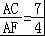 AC/AF = 7/4